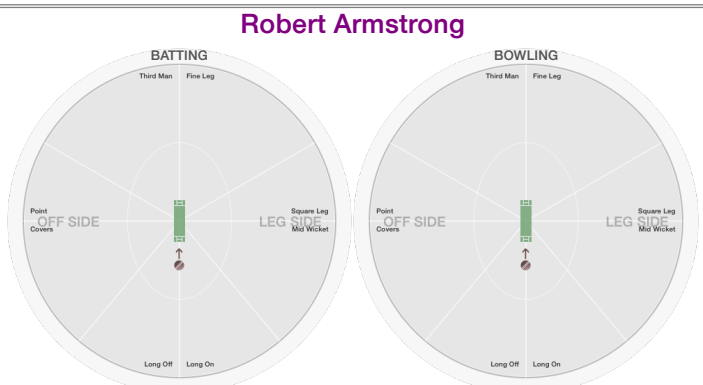 Robert Armstrong
BATTING
Third Man Fine Leg
Point
OFF SIDE
Covers
Square Leg
LEG SIDE
Mid Wicket
Long Off Long On
BOWLING
Third Man Fine Leg
Point
OFF SIDE
Covers
Square Leg
LEG SIDE
Mid Wicket
Long Off Long On